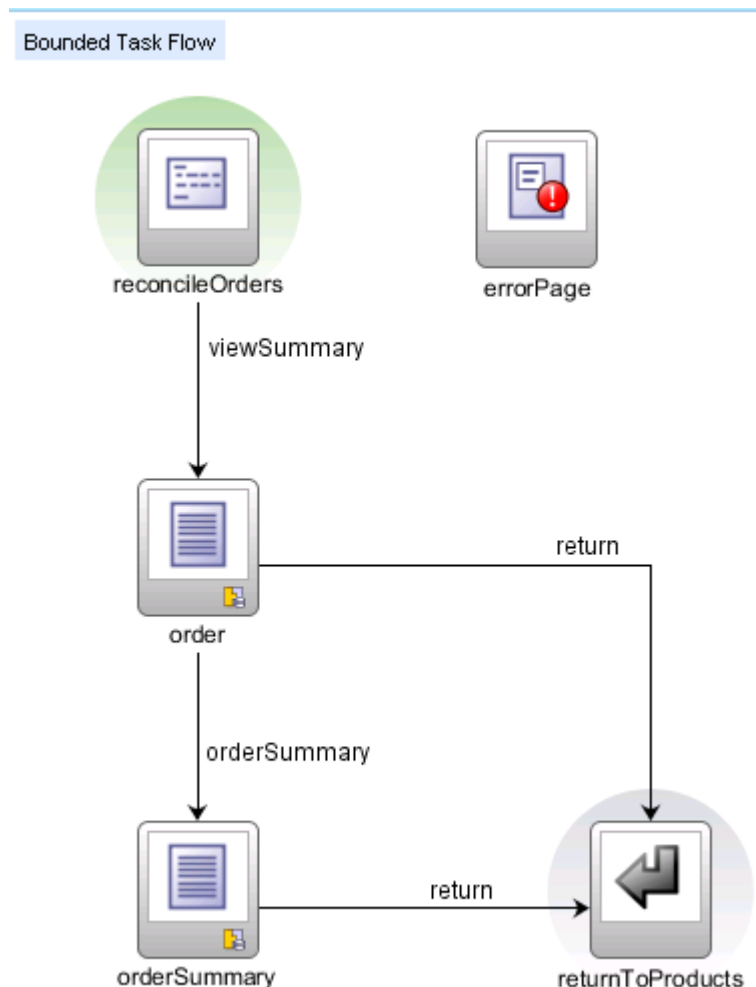 Bounded Task Flow
reconcileOrders
errorPage
viewSummary
return
order
orderSummary
return
orderSummary
returnToProducts